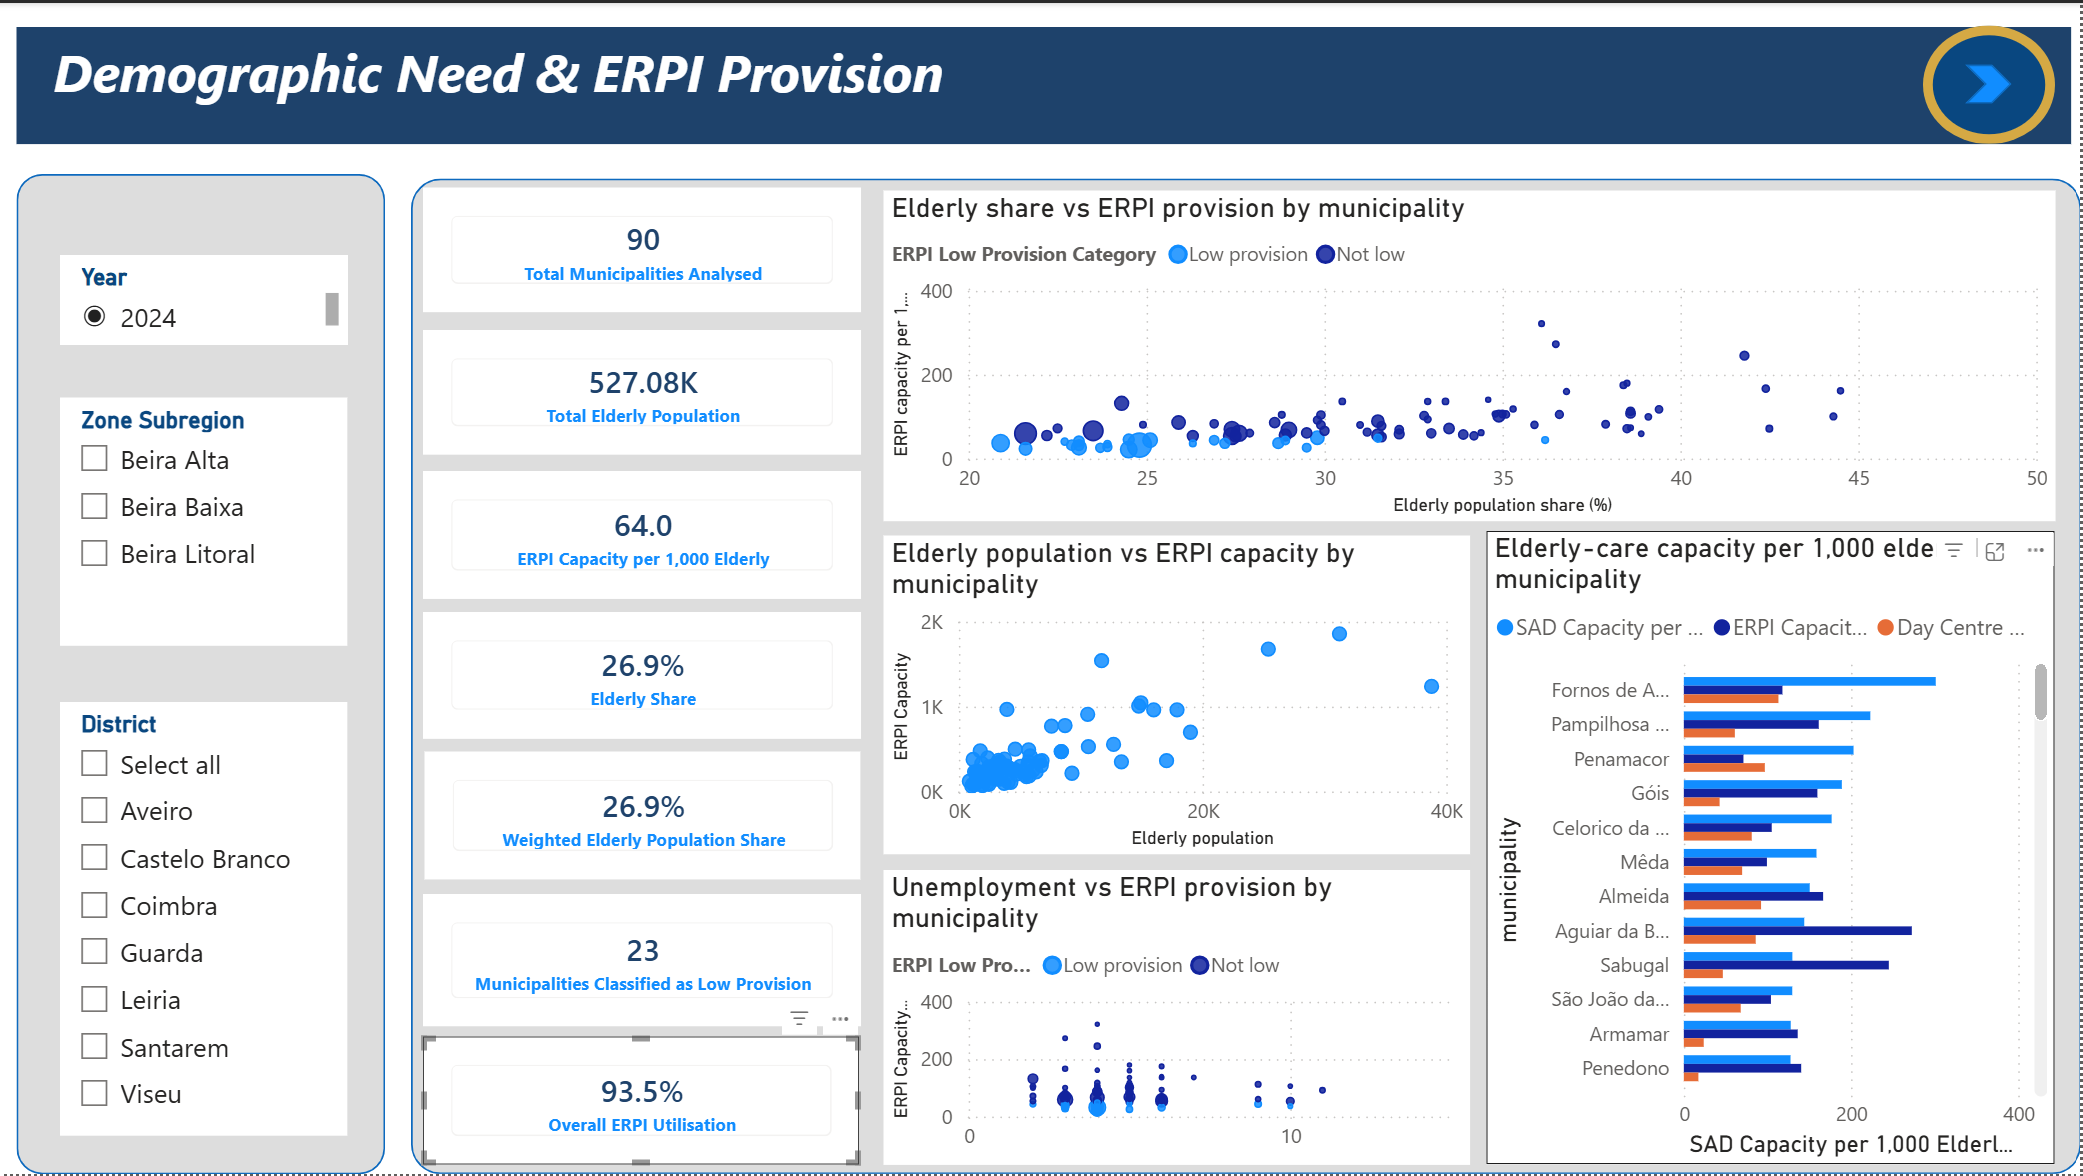 Demographic Need & ERPI Provision
Year
2024
Zone Subregion
Beira Alta
Beira Baixa
Beira Litoral
District
Select all
Aveiro
Castelo Branco
Coimbra
Guarda
Leiria
Santarem
Viseu
90
Total Municipalities Analysed
527.08K
Total Elderly Population
64.0
ERPI Capacity per 1,000 Elderly
26.9%
Elderly Share
26.9%
Weighted Elderly Population Share
23
Municipalities Classified as Low Provision
93.5%
Overall ERPI Utilisation
Elderly share vs ERPI provision by municipality
ERPI Low Provision Category Low provision Not low
ERPI capacity per 1,...
400
200
0
20 25 30 35 40 45 50
Elderly population share (%)
Elderly population vs ERPI capacity by
municipality
ERPI Capacity
2K
1K
0K
0K 20K 40K
Elderly population
Unemployment vs ERPI provision by
municipality
ERPI Low Pro... Low provision Not low
ERPI Capacity...
400
200
0
0 10
Elderly-care capacity per 1,000 elde
municipality
SAD Capacity per ... ERPI Capacit... Day Centre ...
municipality
Fornos de A...
Pampilhosa ...
Penamacor
Góis
Celorico da ...
Mêda
Almeida
Aguiar da B...
Sabugal
São João da...
Armamar
Penedono
0 200 400
SAD Capacity per 1,000 Elderl...